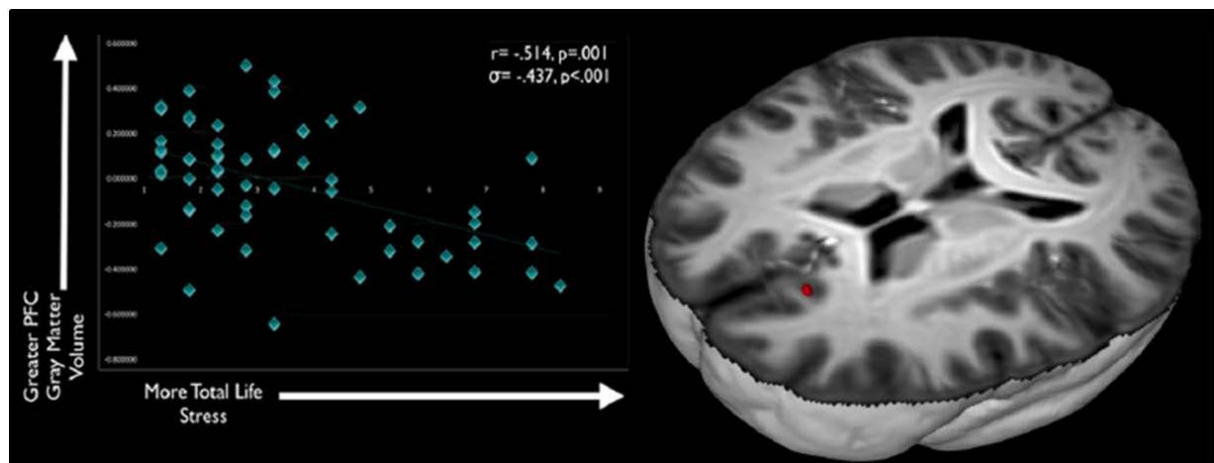 0.600000
0.400000
0.200000
0.000000
-0.200000
-0.400000
-0.600000
-0.800000
1 2 3 4 5 6 7 8 9
r= -.514, p=.001
σ= -.437, p<.001
Greater PFC
Gray Matter
Volume
More Total Life
Stress